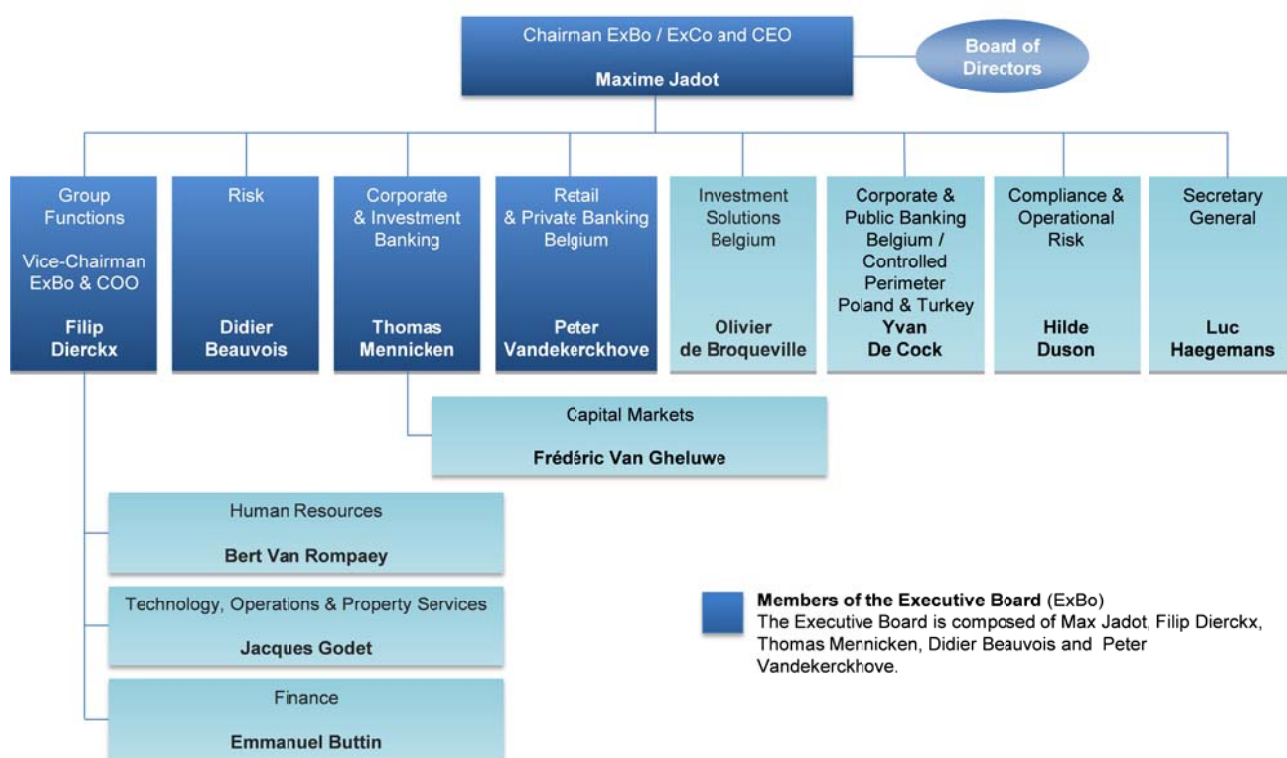 Chairman ExBo / ExCo and CEO
Maxime Jadot
Board of
Directors
Group
Functions
Vice-Chairman
ExBo & COO
Filip
Dierckx
Risk
Didier
Beauvois
Corporate
& Investment
Banking
Thomas
Mennicken
Retail
& Private Banking
Belgium
Peter
Vandekerckhove
Investment
Solutions
Belgium
Olivier
de Broqueville
Corporate &
Public Banking
Belgium /
Controlled
Perimeter
Poland & Turkey
Yvan
De Cock
Compliance &
Operational
Risk
Hilde
Duson
Secretary
General
Luc
Haegemans
Capital Markets
Frédéric Van Gheluwe
Human Resources
Bert Van Rompaey
Technology, Operations & Property Services
Jacques Godet
Finance
Emmanuel Buttin
Members of the Executive Board (ExBo)
The Executive Board is composed of Max Jadot, Filip Dierckx,
Thomas Mennicken, Didier Beauvois and Peter
Vandekerckhove.